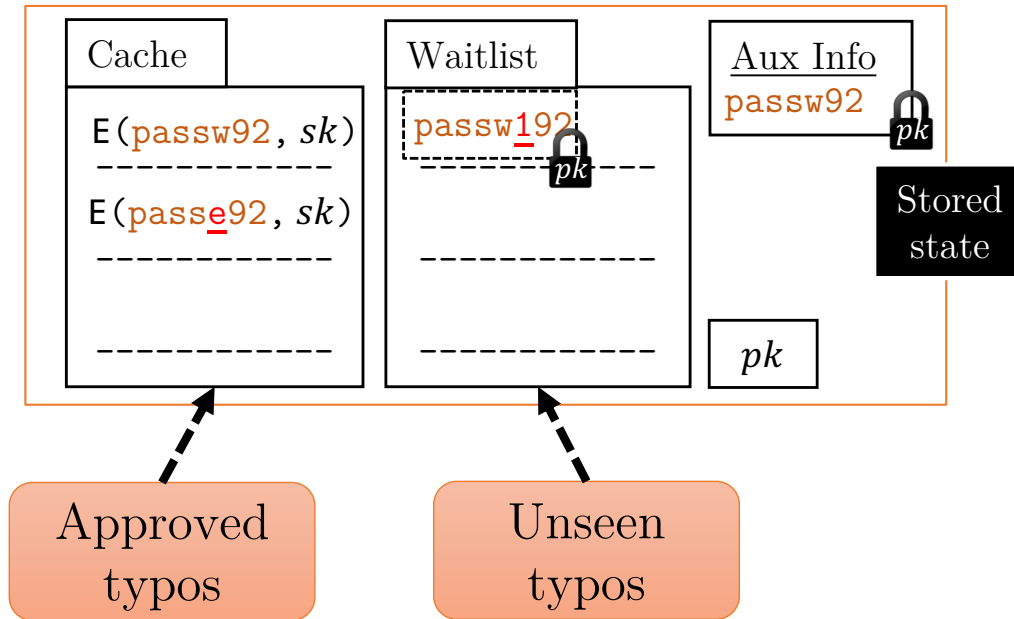 Cache
E(passw92, sk)
E(passe92, sk)
Waitlist
passw192
pk
Aux Info
passw92
pk
Stored
state
pk
Approved
typos
Unseen
typos